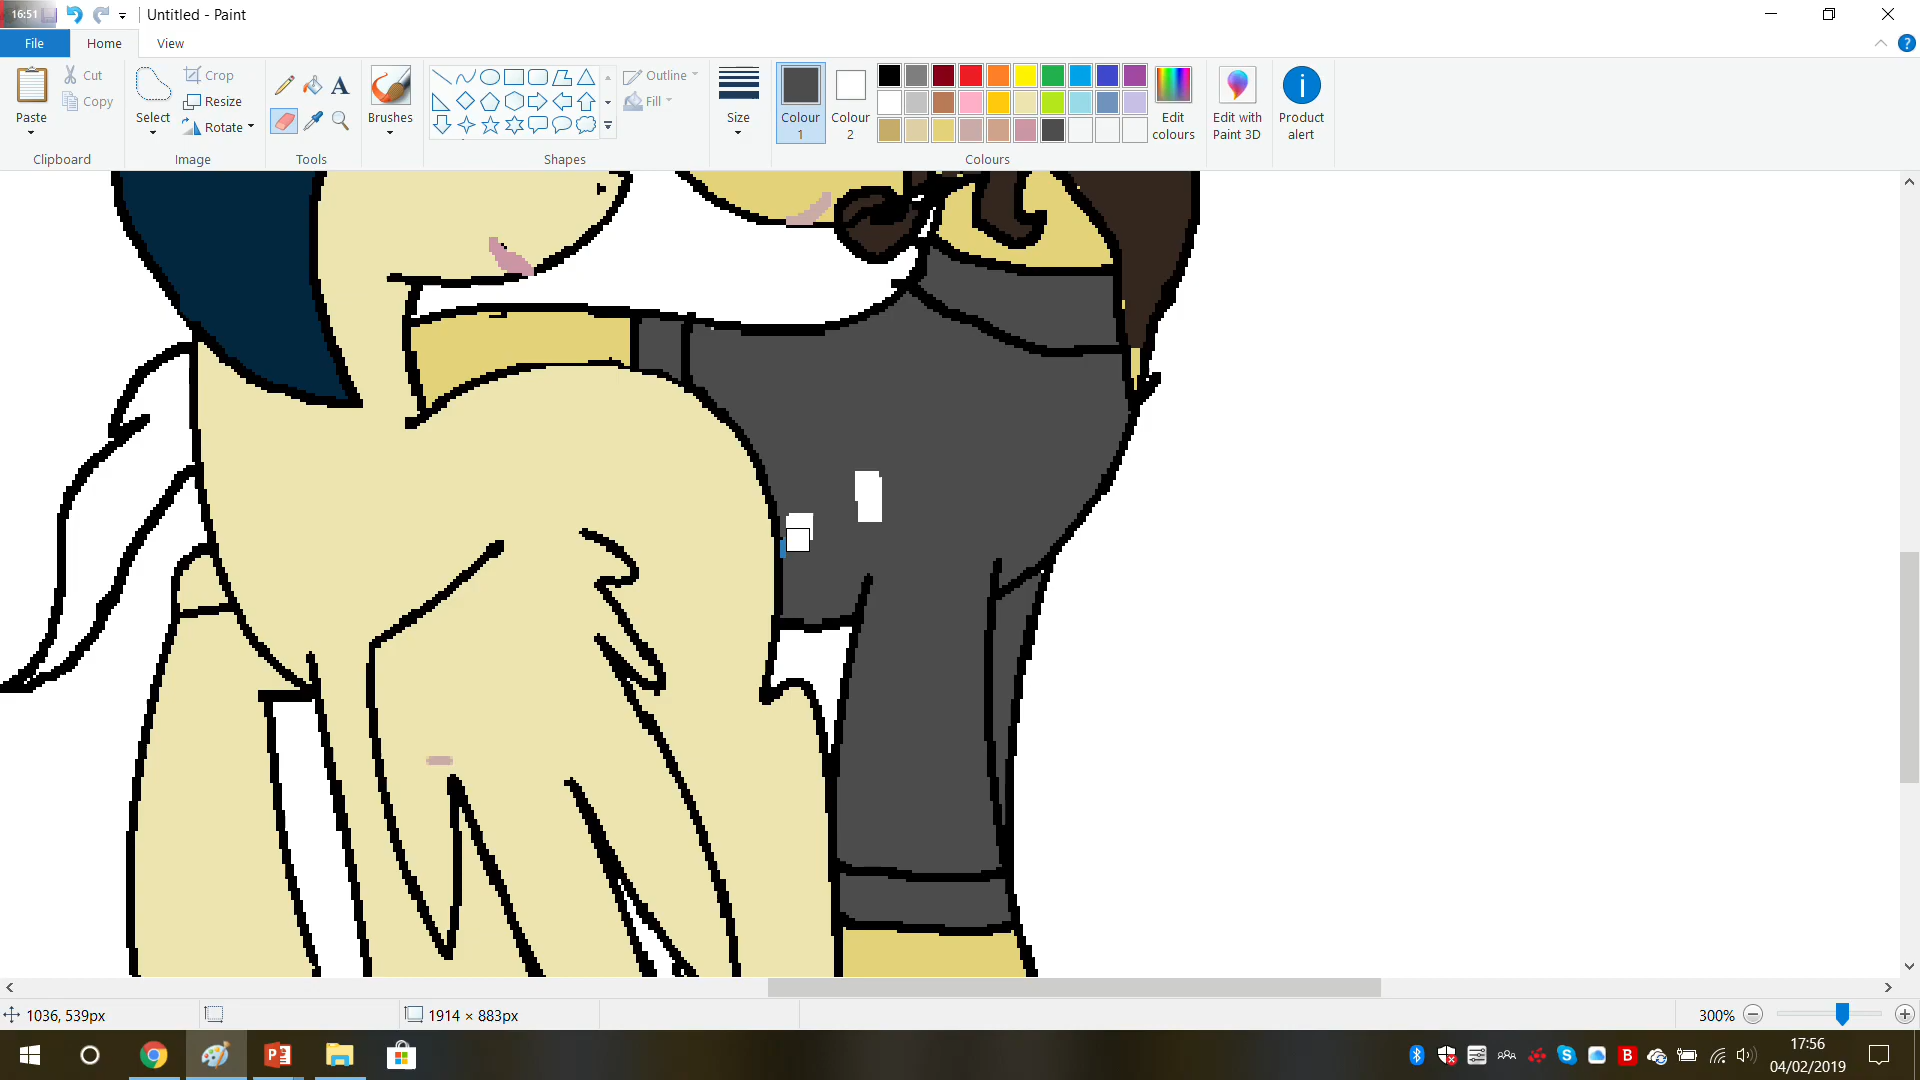 16:51
Untitled - Paint
File
Home
View
Paste
Cut
Copy
Clipboard
Select
Crop
Resize
Rotate
Image
A
Tools
Brushes
Outline
Fill
Shapes
Size
Colour 1
Colour 2
Edit colours
Colours
Edit with Paint 3D
Product alert
1036, 539px
1914 × 883px
300%
17:56
04/02/2019